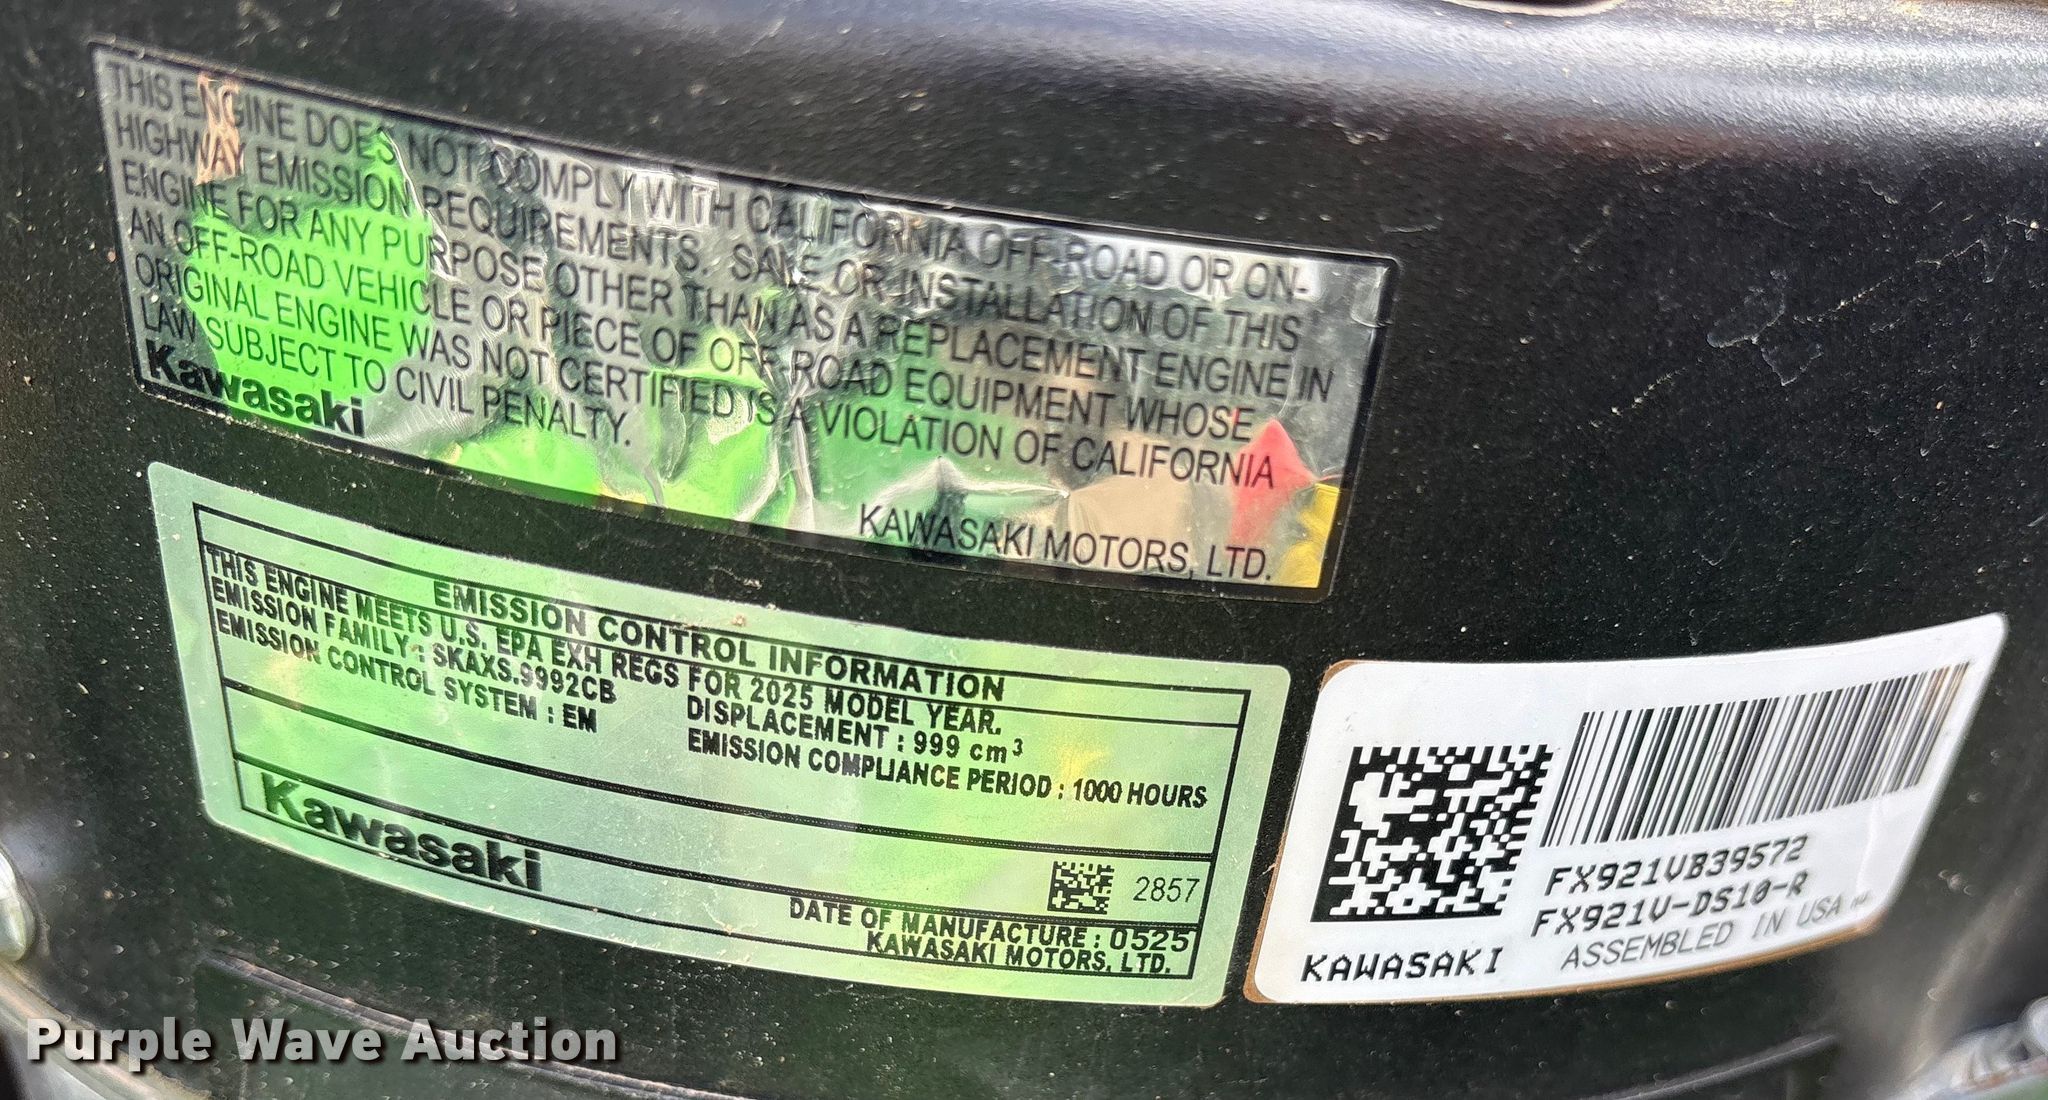 THIS ENGINE DOES NOT COMPLY WITH CALIFORNIA OFF-ROAD OR ON-
HIGHWAY EMISSION REQUIREMENTS. SALE OR INSTALLATION OF THIS
ENGINE FOR ANY PURPOSE OTHER THAN AS A REPLACEMENT ENGINE IN
AN OFF-ROAD VEHICLE OR PIECE OF OFF-ROAD EQUIPMENT WHOSE
ORIGINAL ENGINE WAS NOT CERTIFIED IS A VIOLATION OF CALIFORNIA
LAW SUBJECT TO CIVIL PENALTY.
Kawasaki
KAWASAKI MOTORS, LTD.
EMISSION CONTROL INFORMATION
THIS ENGINE MEETS U.S. EPA EXH REGS FOR 2025 MODEL YEAR.
EMISSION FAMILY : SKAXS.9992CB DISPLACEMENT : 999 cm³
EMISSION CONTROL SYSTEM : EM EMISSION COMPLIANCE PERIOD : 1000 HOURS
Kawasaki
2857
DATE OF MANUFACTURE : 0525
KAWASAKI MOTORS, LTD.
FX921VB39572
FX921V-DS10-R
KAWASAKI ASSEMBLED IN USA
Purple Wave Auction